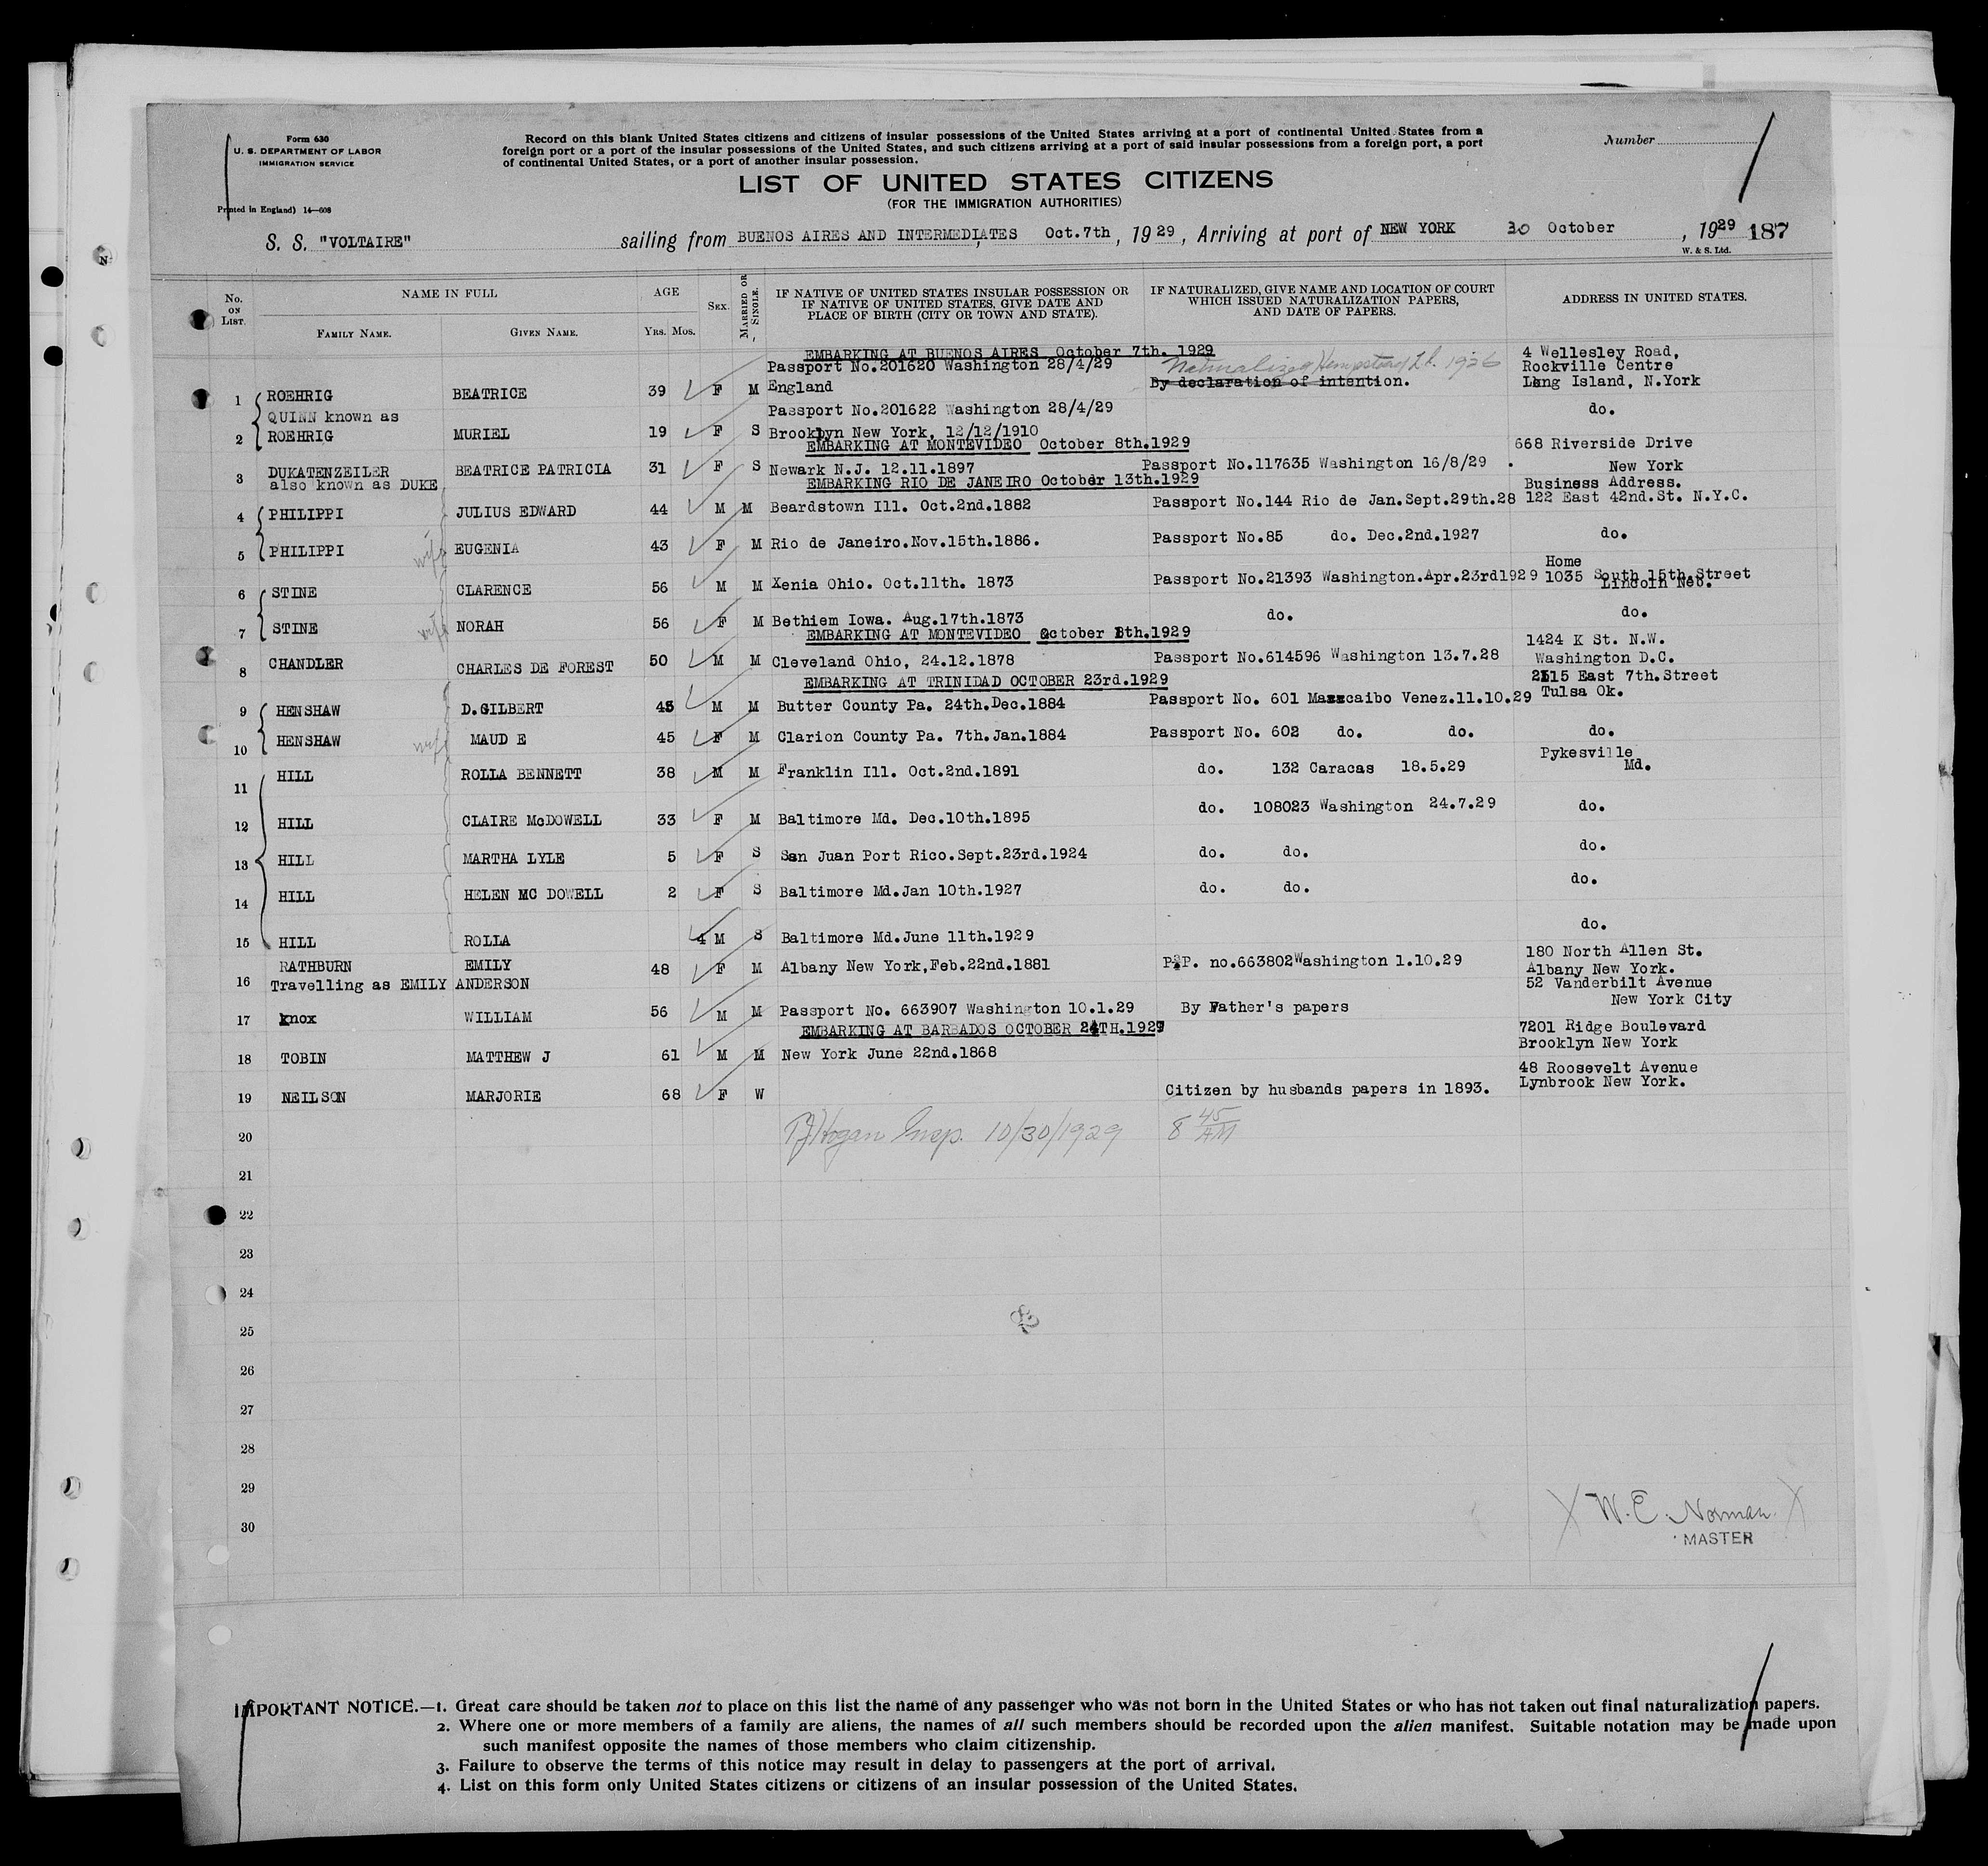 Form 630
U. S. DEPARTMENT OF LABOR
IMMIGRATION SERVICE
Printed in England) 14—608
Record on this blank United States citizens and citizens of insular possessions of the United States arriving at a port of continental United States from a
foreign port or a port of the insular possessions of the United States, and such citizens arriving at a port of said insular possessions from a foreign port, a port
of continental United States, or a port of another insular possession.
Number
LIST OF UNITED STATES CITIZENS
(FOR THE IMMIGRATION AUTHORITIES)
S. S. "VOLTAIRE" sailing from BUENOS AIRES AND INTERMEDIATES Oct.7th, 1929, Arriving at port of NEW YORK 30 October, 1929 187
W. & S. Ltd.
No. ON LIST. NAME IN FULL AGE SEX. MARRIED OR SINGLE. IF NATIVE OF UNITED STATES INSULAR POSSESSION OR IF NATIVE OF UNITED STATES, GIVE DATE AND PLACE OF BIRTH (CITY OR TOWN AND STATE). IF NATURALIZED, GIVE NAME AND LOCATION OF COURT WHICH ISSUED NATURALIZATION PAPERS, AND DATE OF PAPERS. ADDRESS IN UNITED STATES.
FAMILY NAME. GIVEN NAME. YRS. MOS.
EMBARKING AT BUENOS AIRES October 7th. 1929 4 Wellesley Road,
Passport No.201620 Washington 28/4/29 Naturalized Hempstead L.I. 1926 Rockville Centre
1 ROEHRIG BEATRICE 39 F M England By declaration of intention. Long Island, N.York
QUINN known as Passport No.201622 Washington 28/4/29 do.
2 ROEHRIG MURIEL 19 F S Brooklyn New York, 12/12/1910
EMBARKING AT MONTEVIDEO October 8th.1929 668 Riverside Drive
3 DUKATENZEILER BEATRICE PATRICIA 31 F S Newark N.J. 12.11.1897 Passport No.117635 Washington 16/8/29 . New York
also known as DUKE EMBARKING RIO DE JANEIRO October 13th.1929 Business Address.
4 PHILIPPI JULIUS EDWARD 44 M M Beardstown Ill. Oct.2nd.1882 Passport No.144 Rio de Jan.Sept.29th.28 122 East 42nd.St. N.Y.C.
5 PHILIPPI wife EUGENIA 43 F M Rio de Janeiro.Nov.15th.1886. Passport No.85 do. Dec.2nd.1927 do.
Home
6 STINE CLARENCE 56 M M Xenia Ohio. Oct.11th. 1873 Passport No.21393 Washington.Apr.23rd1929 1035 South 15th.Street
Lincoln Neb.
7 STINE wife NORAH 56 F M Bethiem Iowa. Aug.17th.1873 do. do.
EMBARKING AT MONTEVIDEO October 8th.1929 1424 K St. N.W.
8 CHANDLER CHARLES DE FOREST 50 M M Cleveland Ohio, 24.12.1878 Passport No.614596 Washington 13.7.28 Washington D.C.
EMBARKING AT TRINIDAD OCTOBER 23rd.1929 2115 East 7th.Street
9 HENSHAW D.GILBERT 45 M M Butter County Pa. 24th.Dec.1884 Passport No. 601 Maxxcaibo Venez.11.10.29 Tulsa Ok.
10 HENSHAW wife MAUD E 45 F M Clarion County Pa. 7th.Jan.1884 Passport No. 602 do. do. do.
Pykesville
11 HILL ROLLA BENNETT 38 M M Franklin Ill. Oct.2nd.1891 do. 132 Caracas 18.5.29 Md.
12 HILL CLAIRE McDOWELL 33 F M Baltimore Md. Dec.10th.1895 do. 108023 Washington 24.7.29 do.
13 HILL MARTHA LYLE 5 F S San Juan Port Rico.Sept.23rd.1924 do. do. do.
14 HILL HELEN MC DOWELL 2 F S Baltimore Md.Jan 10th.1927 do. do. do.
15 HILL ROLLA 4 M S Baltimore Md.June 11th.1929 do.
16 RATHBURN EMILY 48 F M Albany New York,Feb.22nd.1881 P.P. no.663802Washington 1.10.29 180 North Allen St.
Travelling as EMILY ANDERSON Albany New York.
52 Vanderbilt Avenue
17 Knox WILLIAM 56 M M Passport No. 663907 Washington 10.1.29 By Father's papers New York City
EMBARKING AT BARBADOS OCTOBER 24TH.1929 7201 Ridge Boulevard
18 TOBIN MATTHEW J 61 M M New York June 22nd.1868 Brooklyn New York
48 Roosevelt Avenue
19 NEILSON MARJORIE 68 F W Citizen by husbands papers in 1893. Lynbrook New York.
20 Hogan Insp. 10/30/1929 8 45 AM
21
22
23
24
25
26
27
28
29
30
X W. E. Norman X
MASTER
IMPORTANT NOTICE.—1. Great care should be taken not to place on this list the name of any passenger who was not born in the United States or who has not taken out final naturalization papers.
2. Where one or more members of a family are aliens, the names of all such members should be recorded upon the alien manifest. Suitable notation may be made upon
such manifest opposite the names of those members who claim citizenship.
3. Failure to observe the terms of this notice may result in delay to passengers at the port of arrival.
4. List on this form only United States citizens or citizens of an insular possession of the United States.